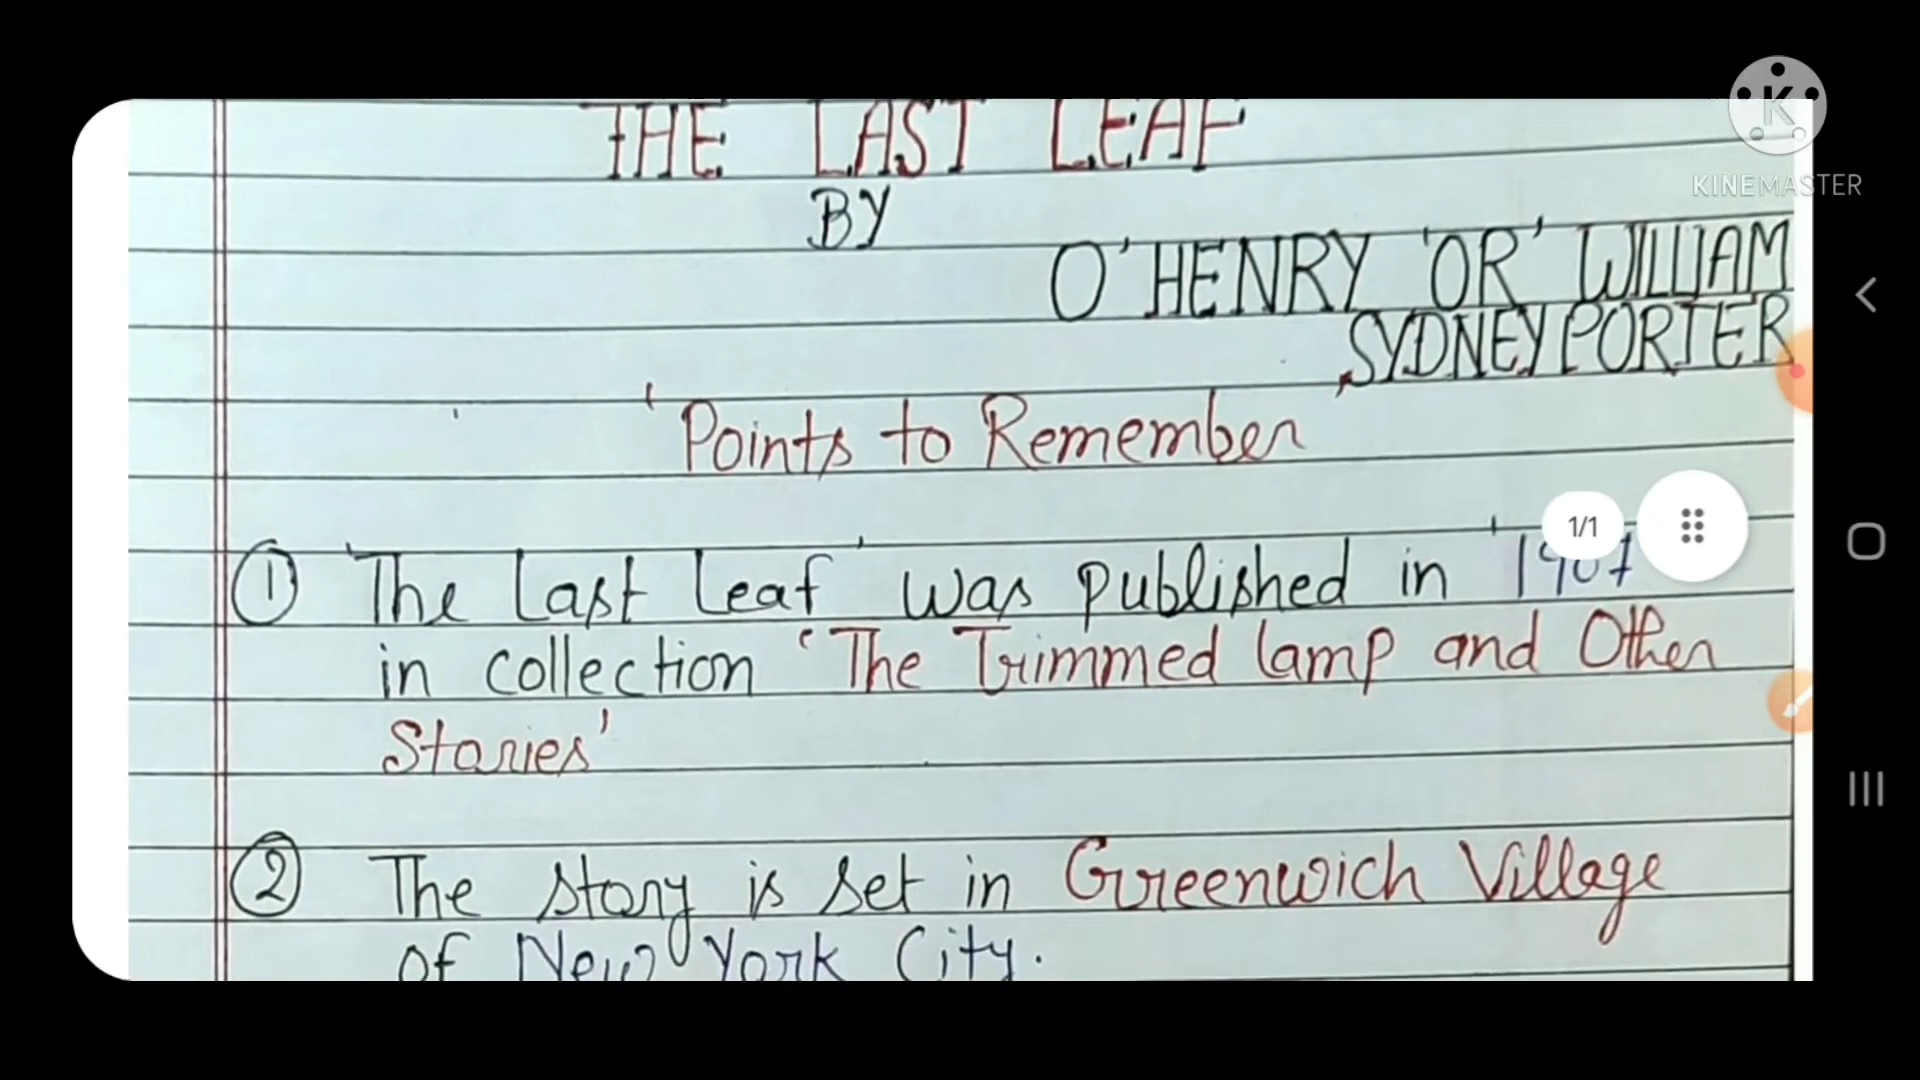 THE LAST LEAF
BY
O'HENRY 'OR' WILLIAM
SYDNEY PORTER
'Points to Remember'
① 'The Last Leaf' was published in '1907
in collection 'The Trimmed lamp and Other
Stories'
② The story is set in Greenwich Village
of New York City.
1/1
K
KINEMASTER